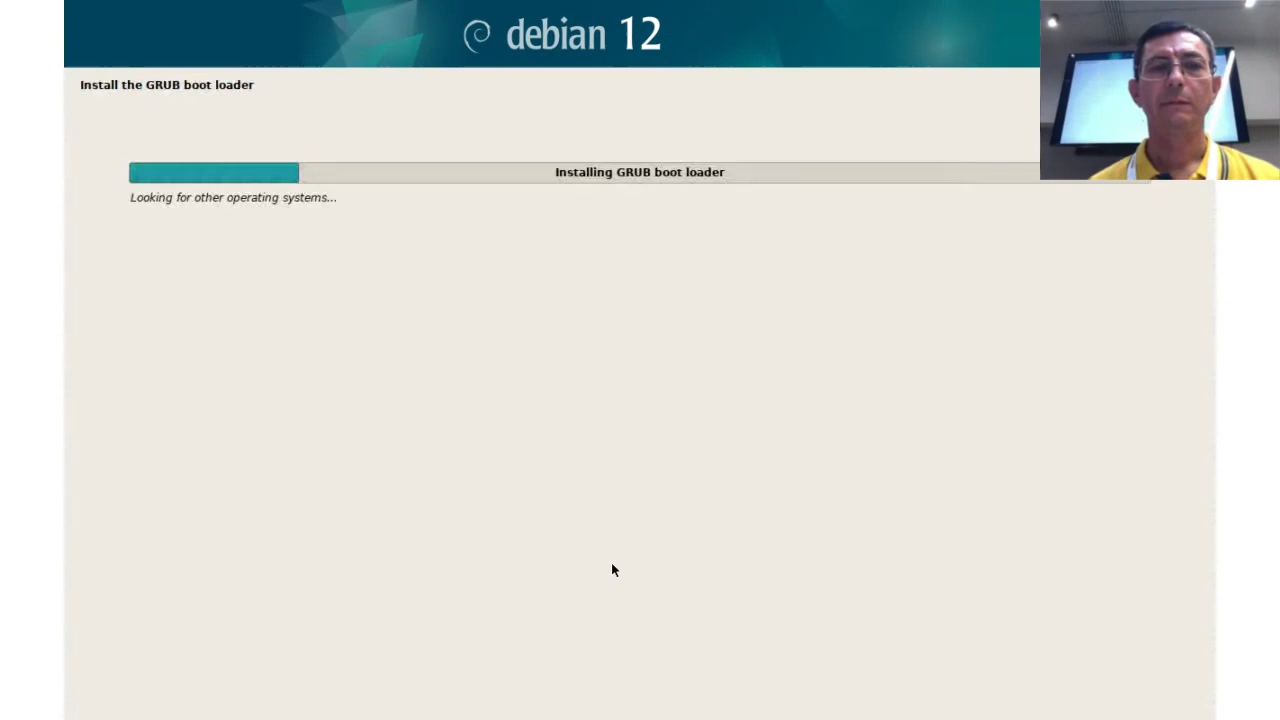 debian 12
Install the GRUB boot loader
Installing GRUB boot loader
Looking for other operating systems...